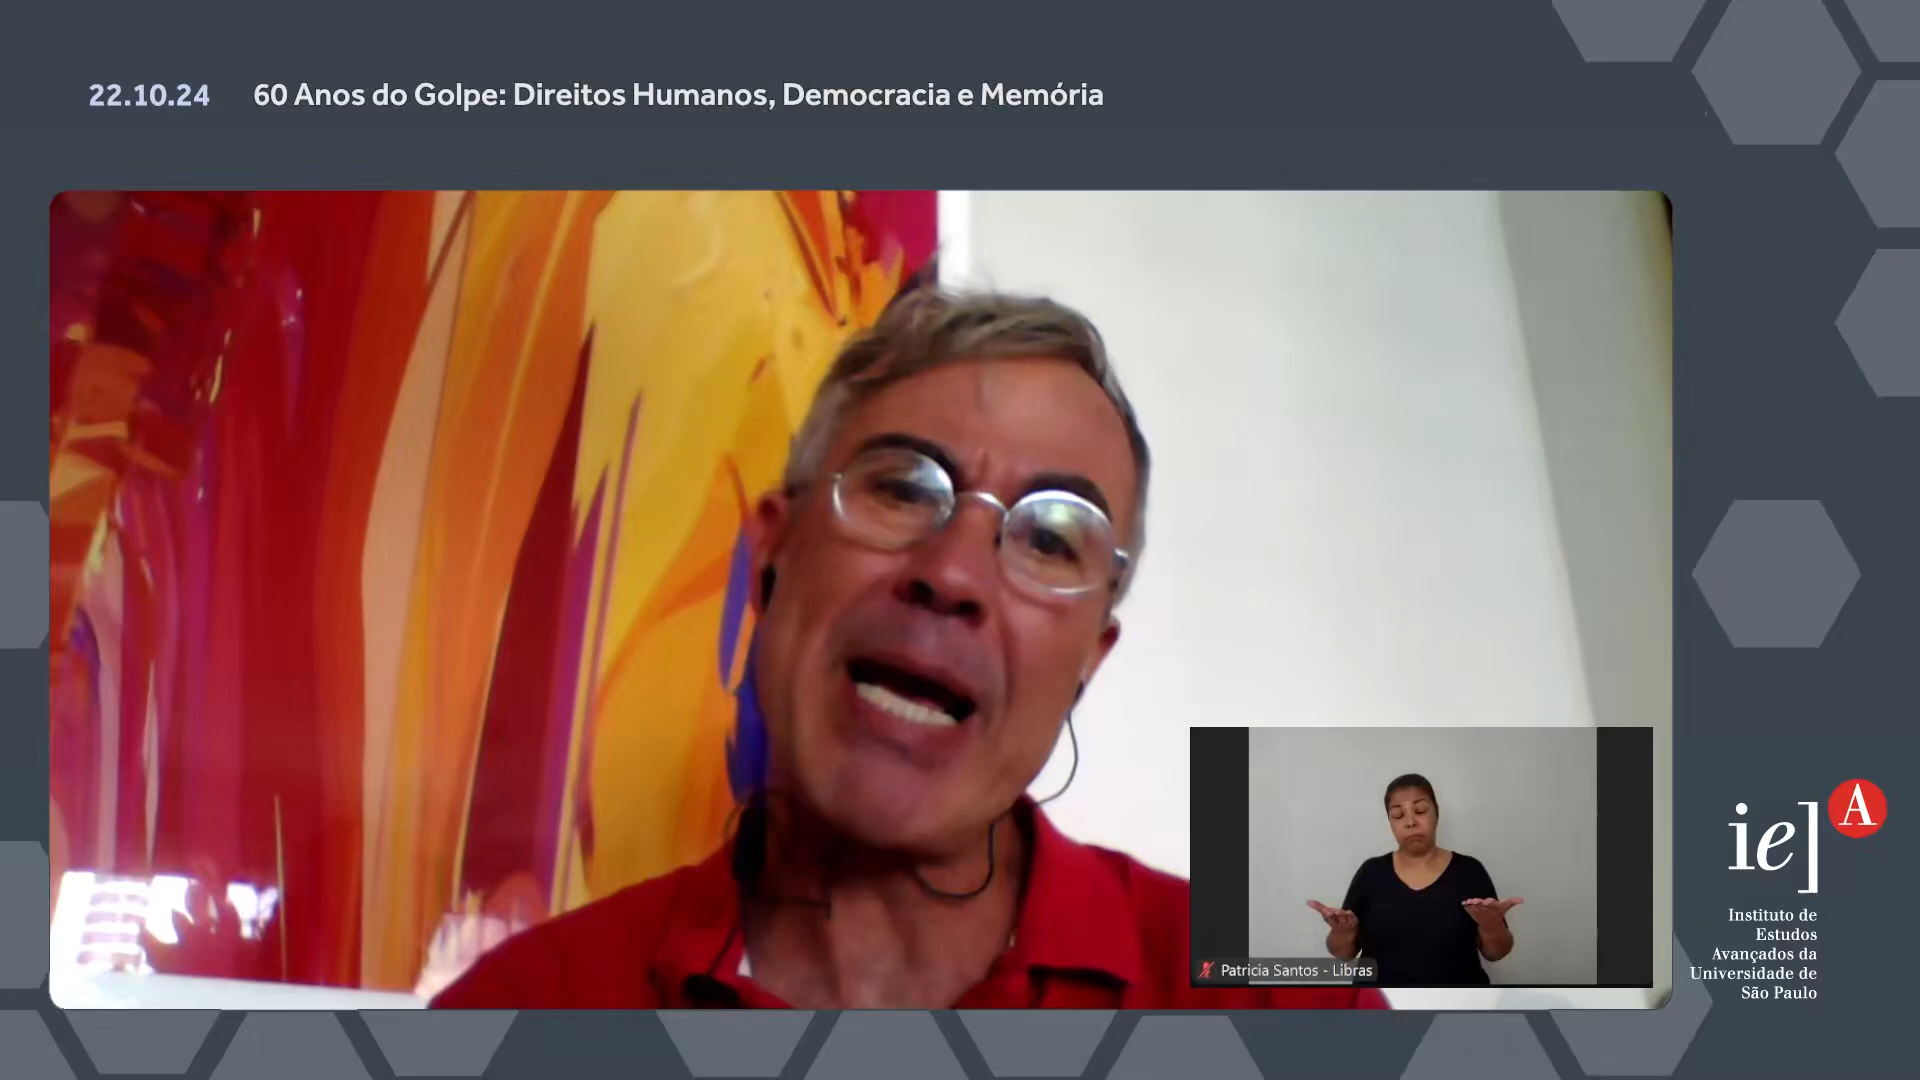 22.10.24 60 Anos do Golpe: Direitos Humanos, Democracia e Memória
Patricia Santos - Libras
ie] A
Instituto de
Estudos
Avançados da
Universidade de
São Paulo